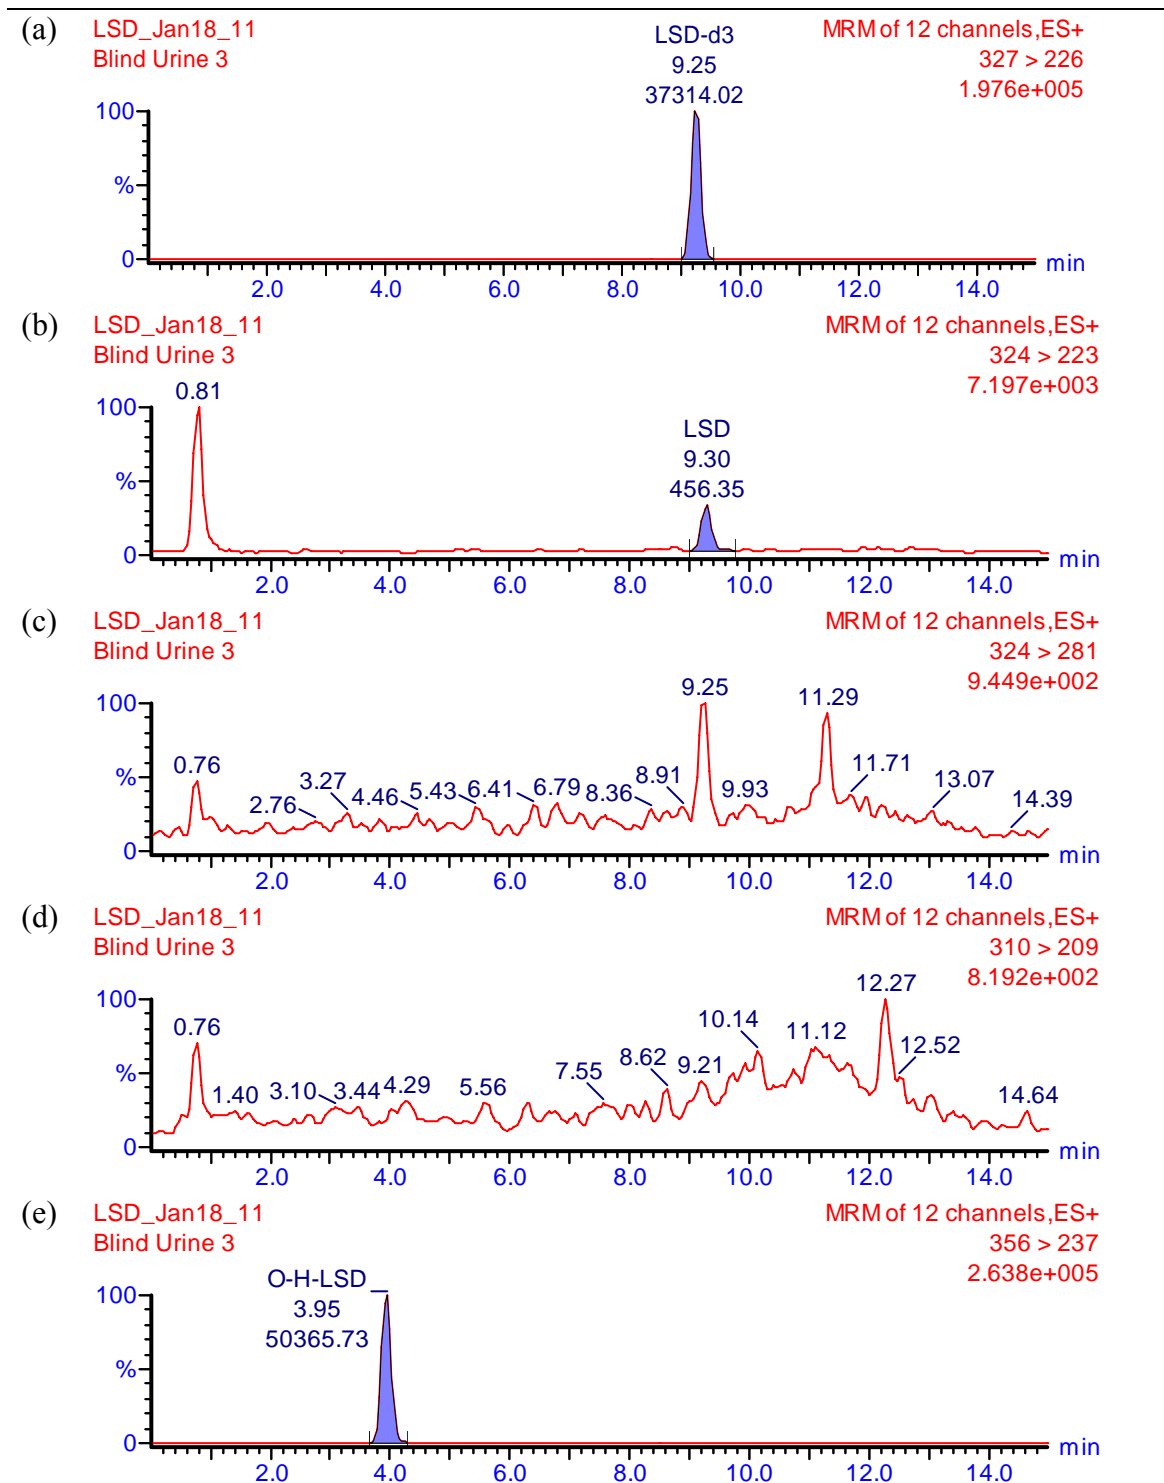 (a)
LSD_Jan18_11
Blind Urine 3
MRM of 12 channels,ES+
327 > 226
1.976e+005
LSD-d3
9.25
37314.02
100
%
0
2.0 4.0 6.0 8.0 10.0 12.0 14.0
min
(b)
LSD_Jan18_11
Blind Urine 3
MRM of 12 channels,ES+
324 > 223
7.197e+003
0.81
LSD
9.30
456.35
100
%
0
2.0 4.0 6.0 8.0 10.0 12.0 14.0
min
(c)
LSD_Jan18_11
Blind Urine 3
MRM of 12 channels,ES+
324 > 281
9.449e+002
0.76 2.76 3.27 4.46 5.43 6.41 6.79 8.36 8.91 9.25 9.93 11.29 11.71 13.07 14.39
100
%
0
2.0 4.0 6.0 8.0 10.0 12.0 14.0
min
(d)
LSD_Jan18_11
Blind Urine 3
MRM of 12 channels,ES+
310 > 209
8.192e+002
0.76 1.40 3.10 3.44 4.29 5.56 7.55 8.62 9.21 10.14 11.12 12.27 12.52 14.64
100
%
0
2.0 4.0 6.0 8.0 10.0 12.0 14.0
min
(e)
LSD_Jan18_11
Blind Urine 3
MRM of 12 channels,ES+
356 > 237
2.638e+005
O-H-LSD
3.95
50365.73
100
%
0
2.0 4.0 6.0 8.0 10.0 12.0 14.0
min